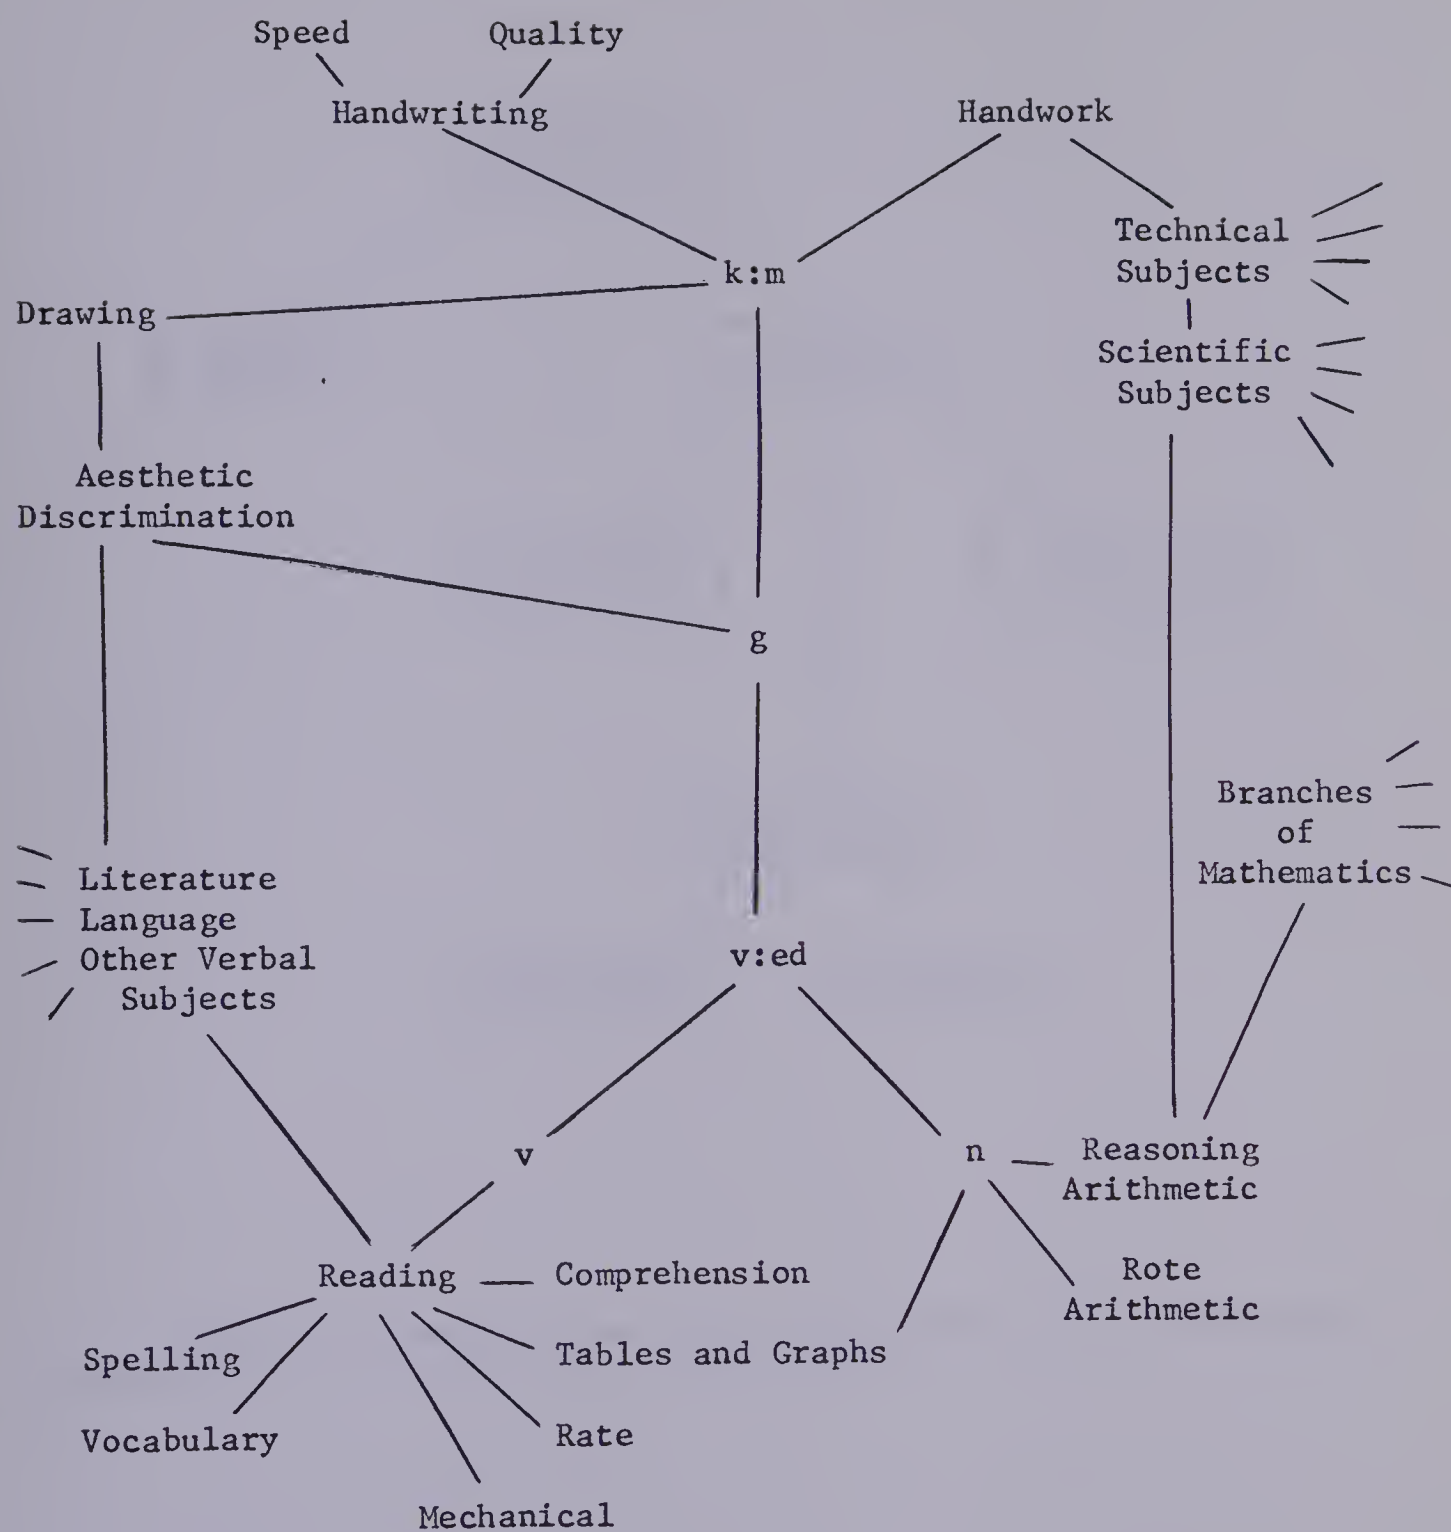 Speed Quality
Handwriting Handwork
Technical
Subjects
k:m
Drawing
Scientific
Subjects
Aesthetic
Discrimination
g
Branches
of
Mathematics
Literature
Language
Other Verbal
Subjects
v:ed
v n Reasoning
Arithmetic
Reading Comprehension Rote
Arithmetic
Spelling Tables and Graphs
Vocabulary Rate
Mechanical